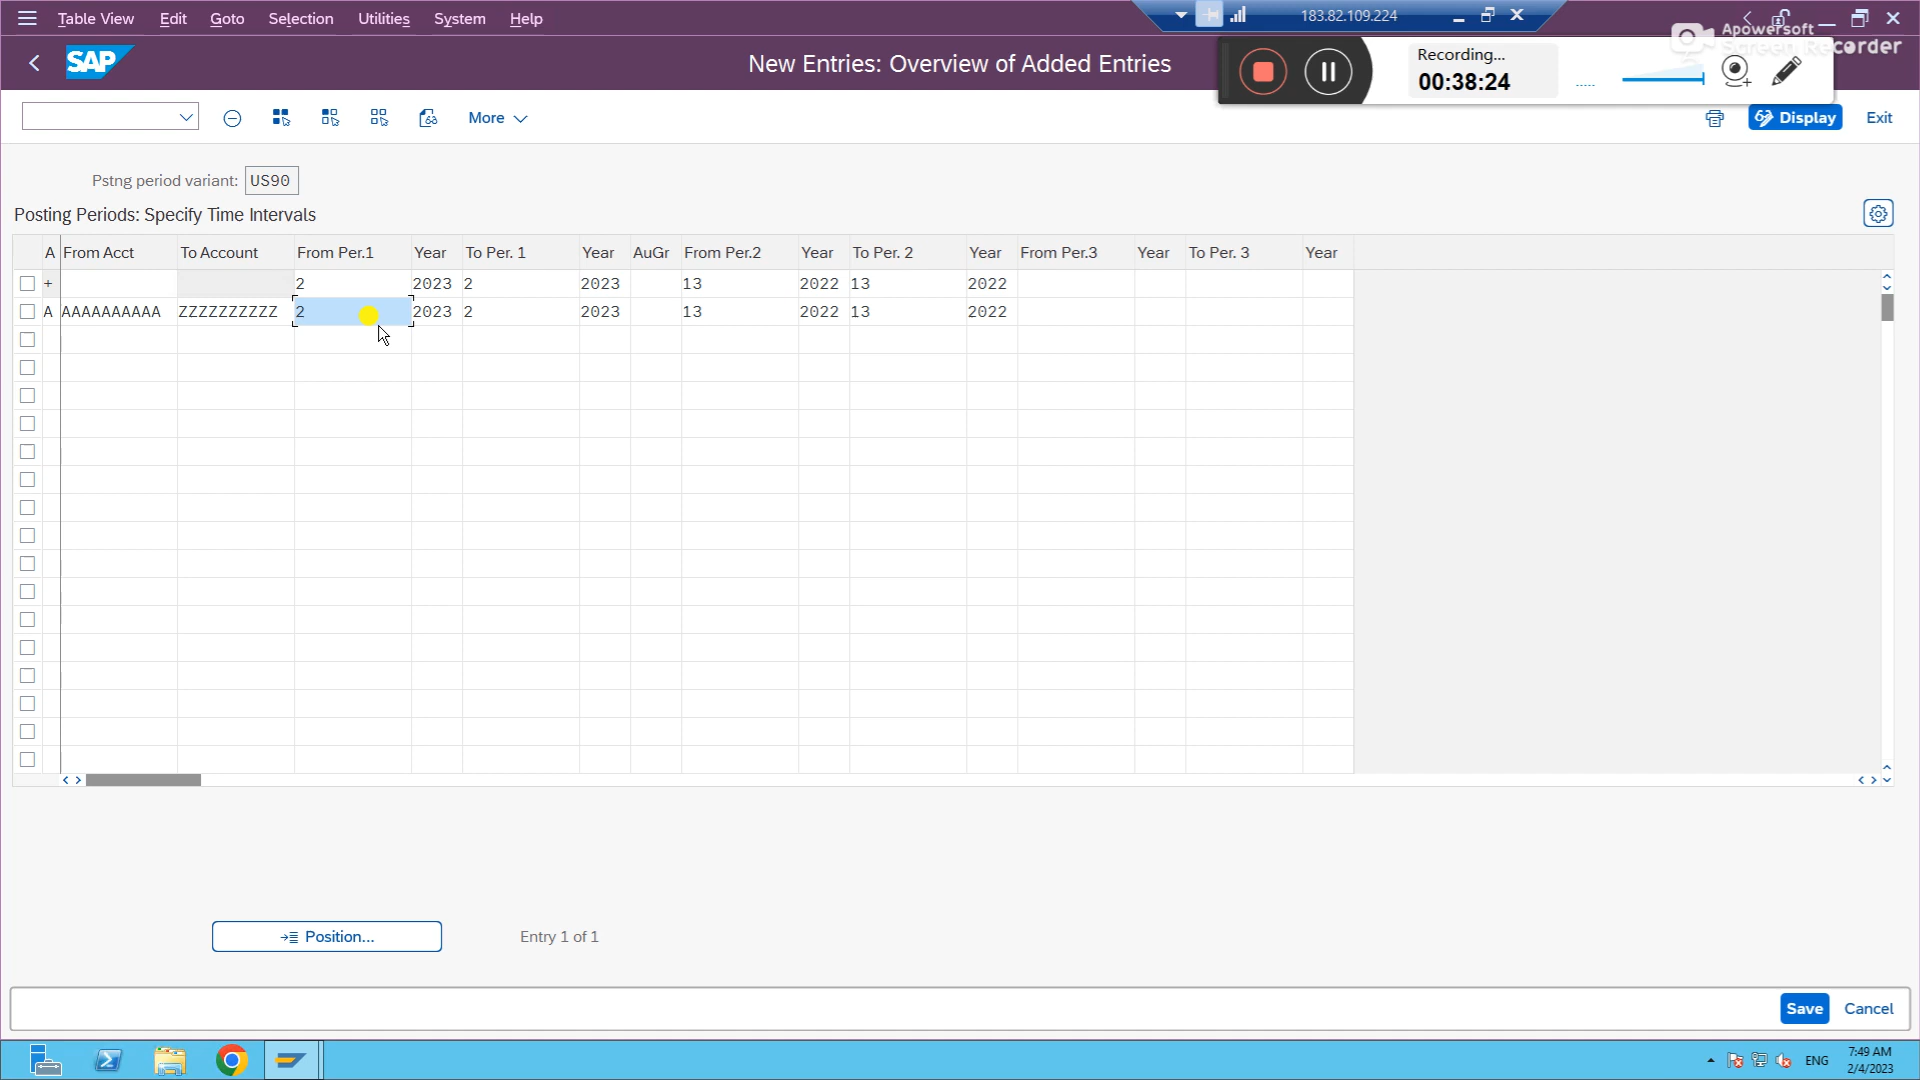 Table View Edit Goto Selection Utilities System Help
183.82.109.224
Apowersoft
Screen Recorder
SAP
New Entries: Overview of Added Entries
Recording...
00:38:24
More
Display
Exit
Pstng period variant: US90
Posting Periods: Specify Time Intervals
A From Acct To Account From Per.1 Year To Per. 1 Year AuGr From Per.2 Year To Per. 2 Year From Per.3 Year To Per. 3 Year
+ 2 2023 2 2023 13 2022 13 2022
A AAAAAAAAAA ZZZZZZZZZZ 2 2023 2 2023 13 2022 13 2022
Position... Entry 1 of 1
Save Cancel
ENG
7:49 AM
2/4/2023